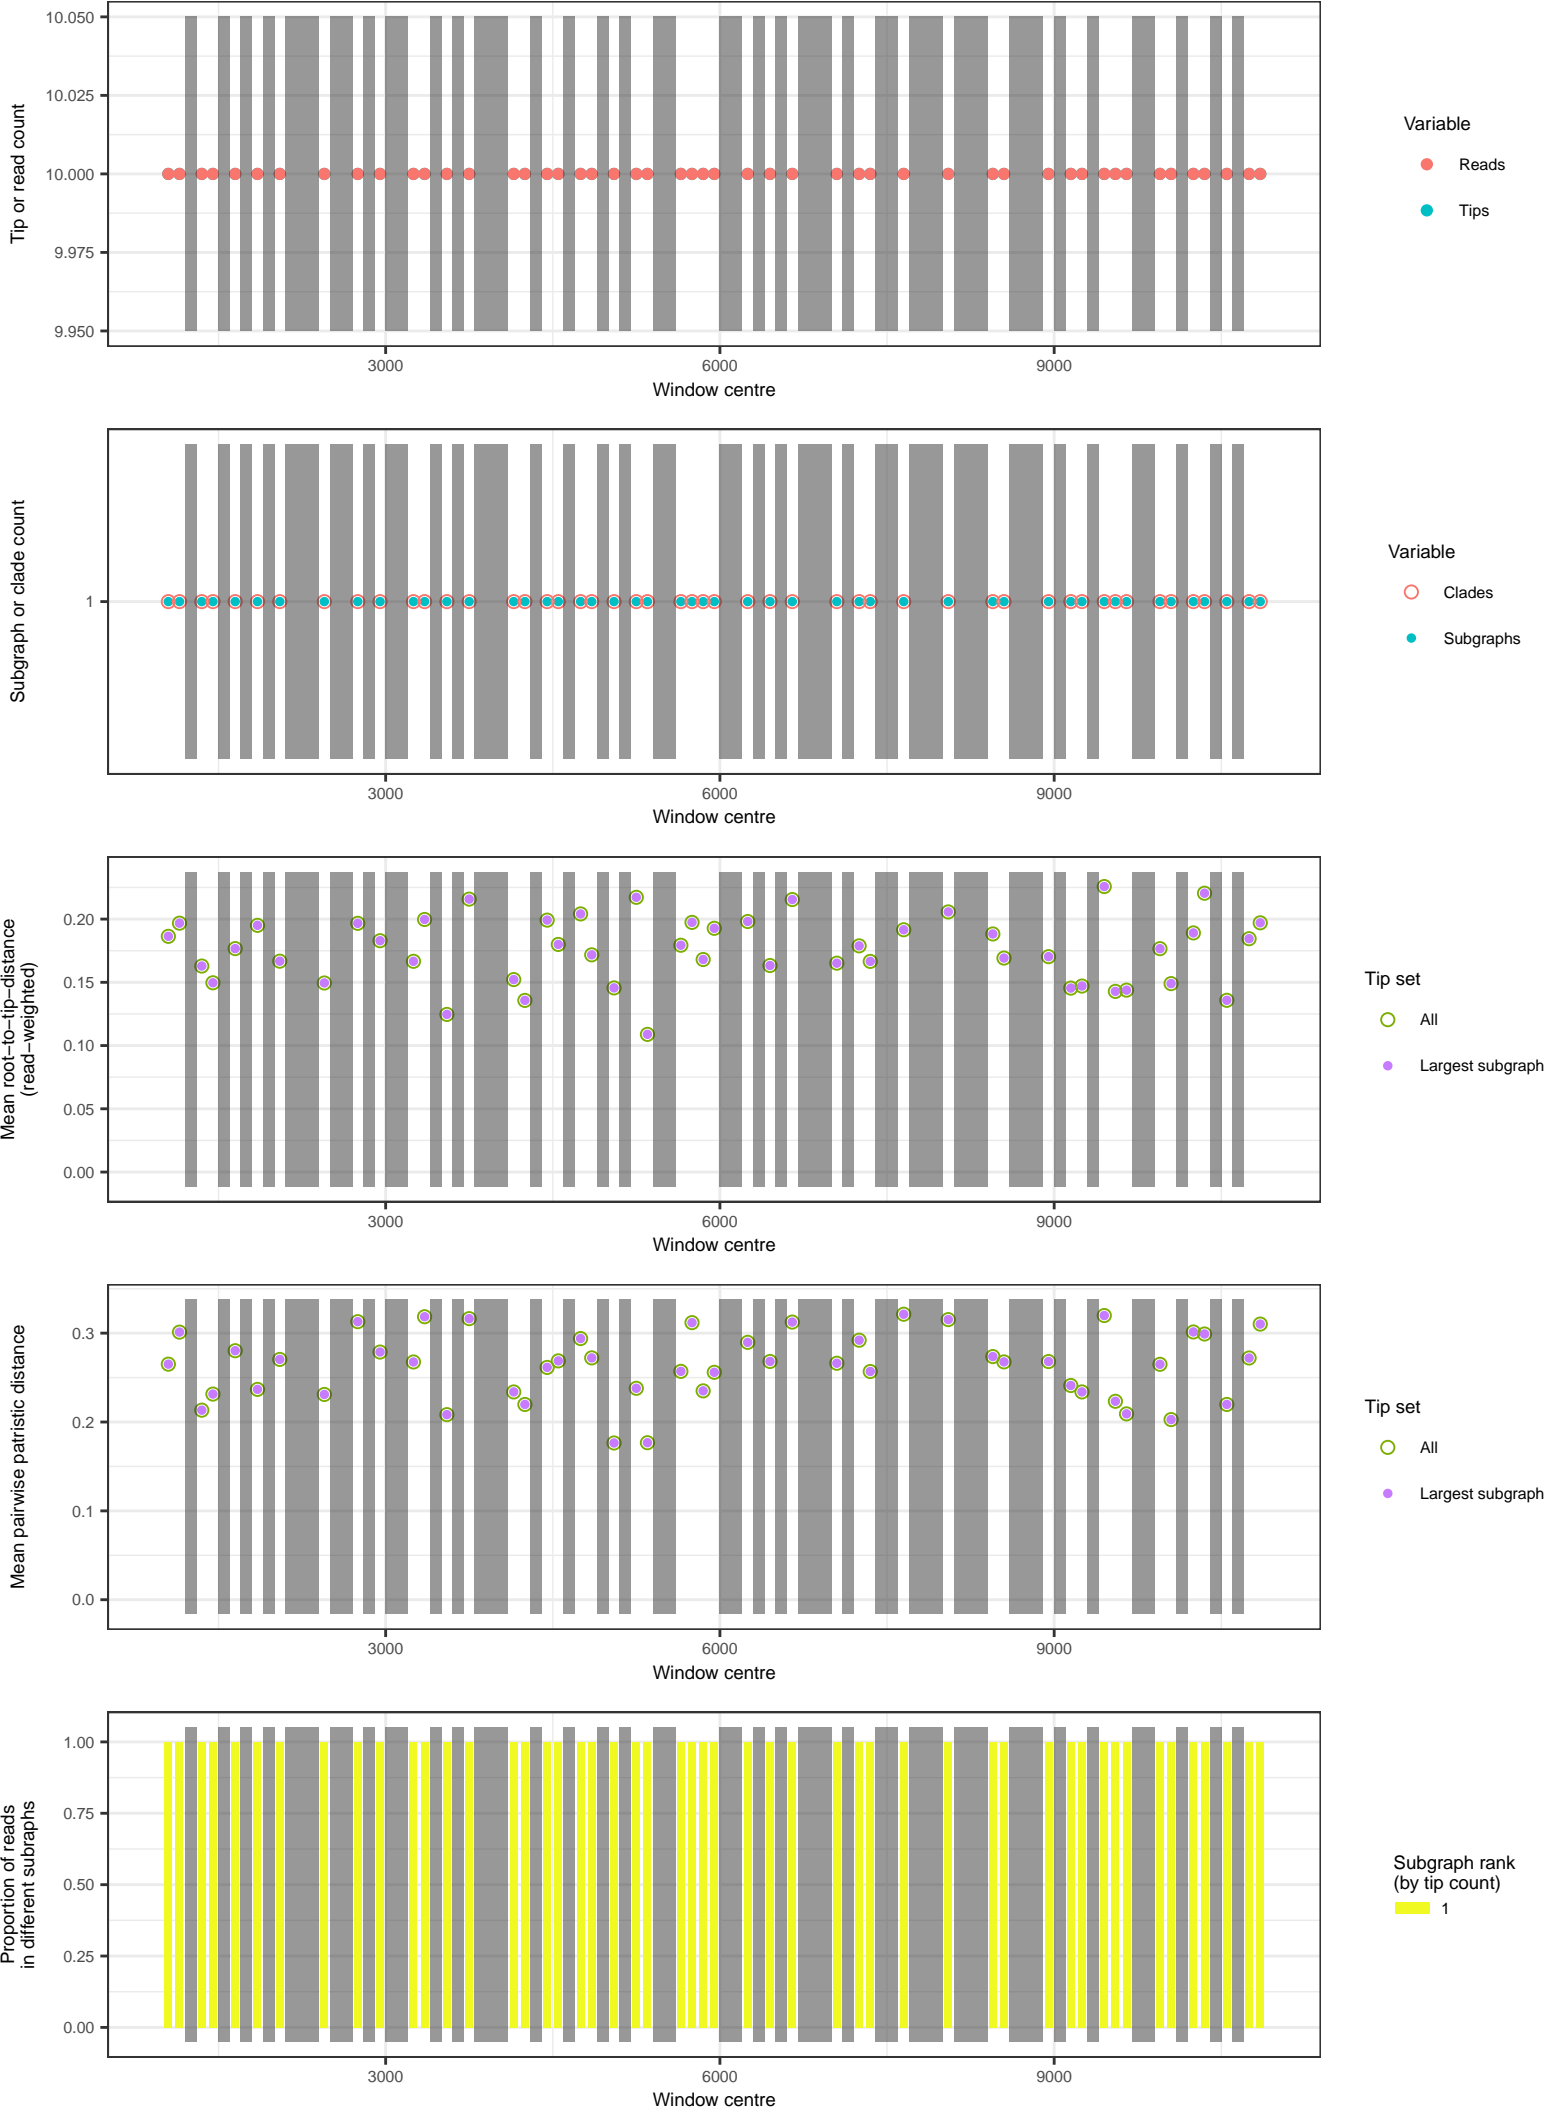 10.050
10.025
10.000
9.975
9.950
Tip or read count
3000
6000
9000
Window centre
Variable
Reads
Tips
Subgraph or clade count
1
3000
6000
9000
Window centre
Variable
Clades
Subgraphs
Mean root−to−tip−distance
(read−weighted)
0.20
0.15
0.10
0.05
0.00
3000
6000
9000
Window centre
Tip set
All
Largest subgraph
Mean pairwise patristic distance
0.3
0.2
0.1
0.0
3000
6000
9000
Window centre
Tip set
All
Largest subgraph
Proportion of reads
in different subraphs
1.00
0.75
0.50
0.25
0.00
3000
6000
9000
Window centre
Subgraph rank
(by tip count)
1